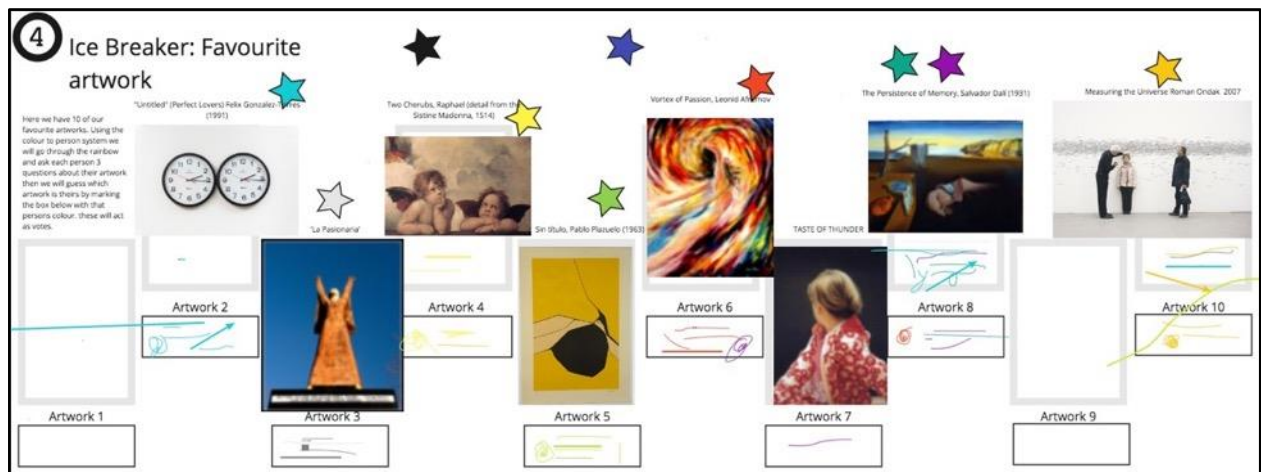 4
Ice Breaker: Favourite
artwork
Here we have 10 of our
favourite artworks. Using the
colour to person system we
will go through the rainbow
and ask each person 3
questions about their artwork
then we will guess which
artwork is theirs by marking
the box below with that
persons colour. these will act
as votes.
"Untitled" (Perfect Lovers) Felix Gonzalez-Torres
(1991)
Two Cherubs, Raphael (detail from the
Sistine Madonna, 1514)
Vortex of Passion, Leonid Afremov
The Persistence of Memory, Salvador Dali (1931)
Measuring the Universe Roman Ondak 2007
'La Pasionaria'
Sin titulo, Pablo Plazuelo (1963)
TASTE OF THUNDER
Artwork 2
Artwork 4
Artwork 6
Artwork 8
Artwork 10
Artwork 1
Artwork 3
Artwork 5
Artwork 7
Artwork 9